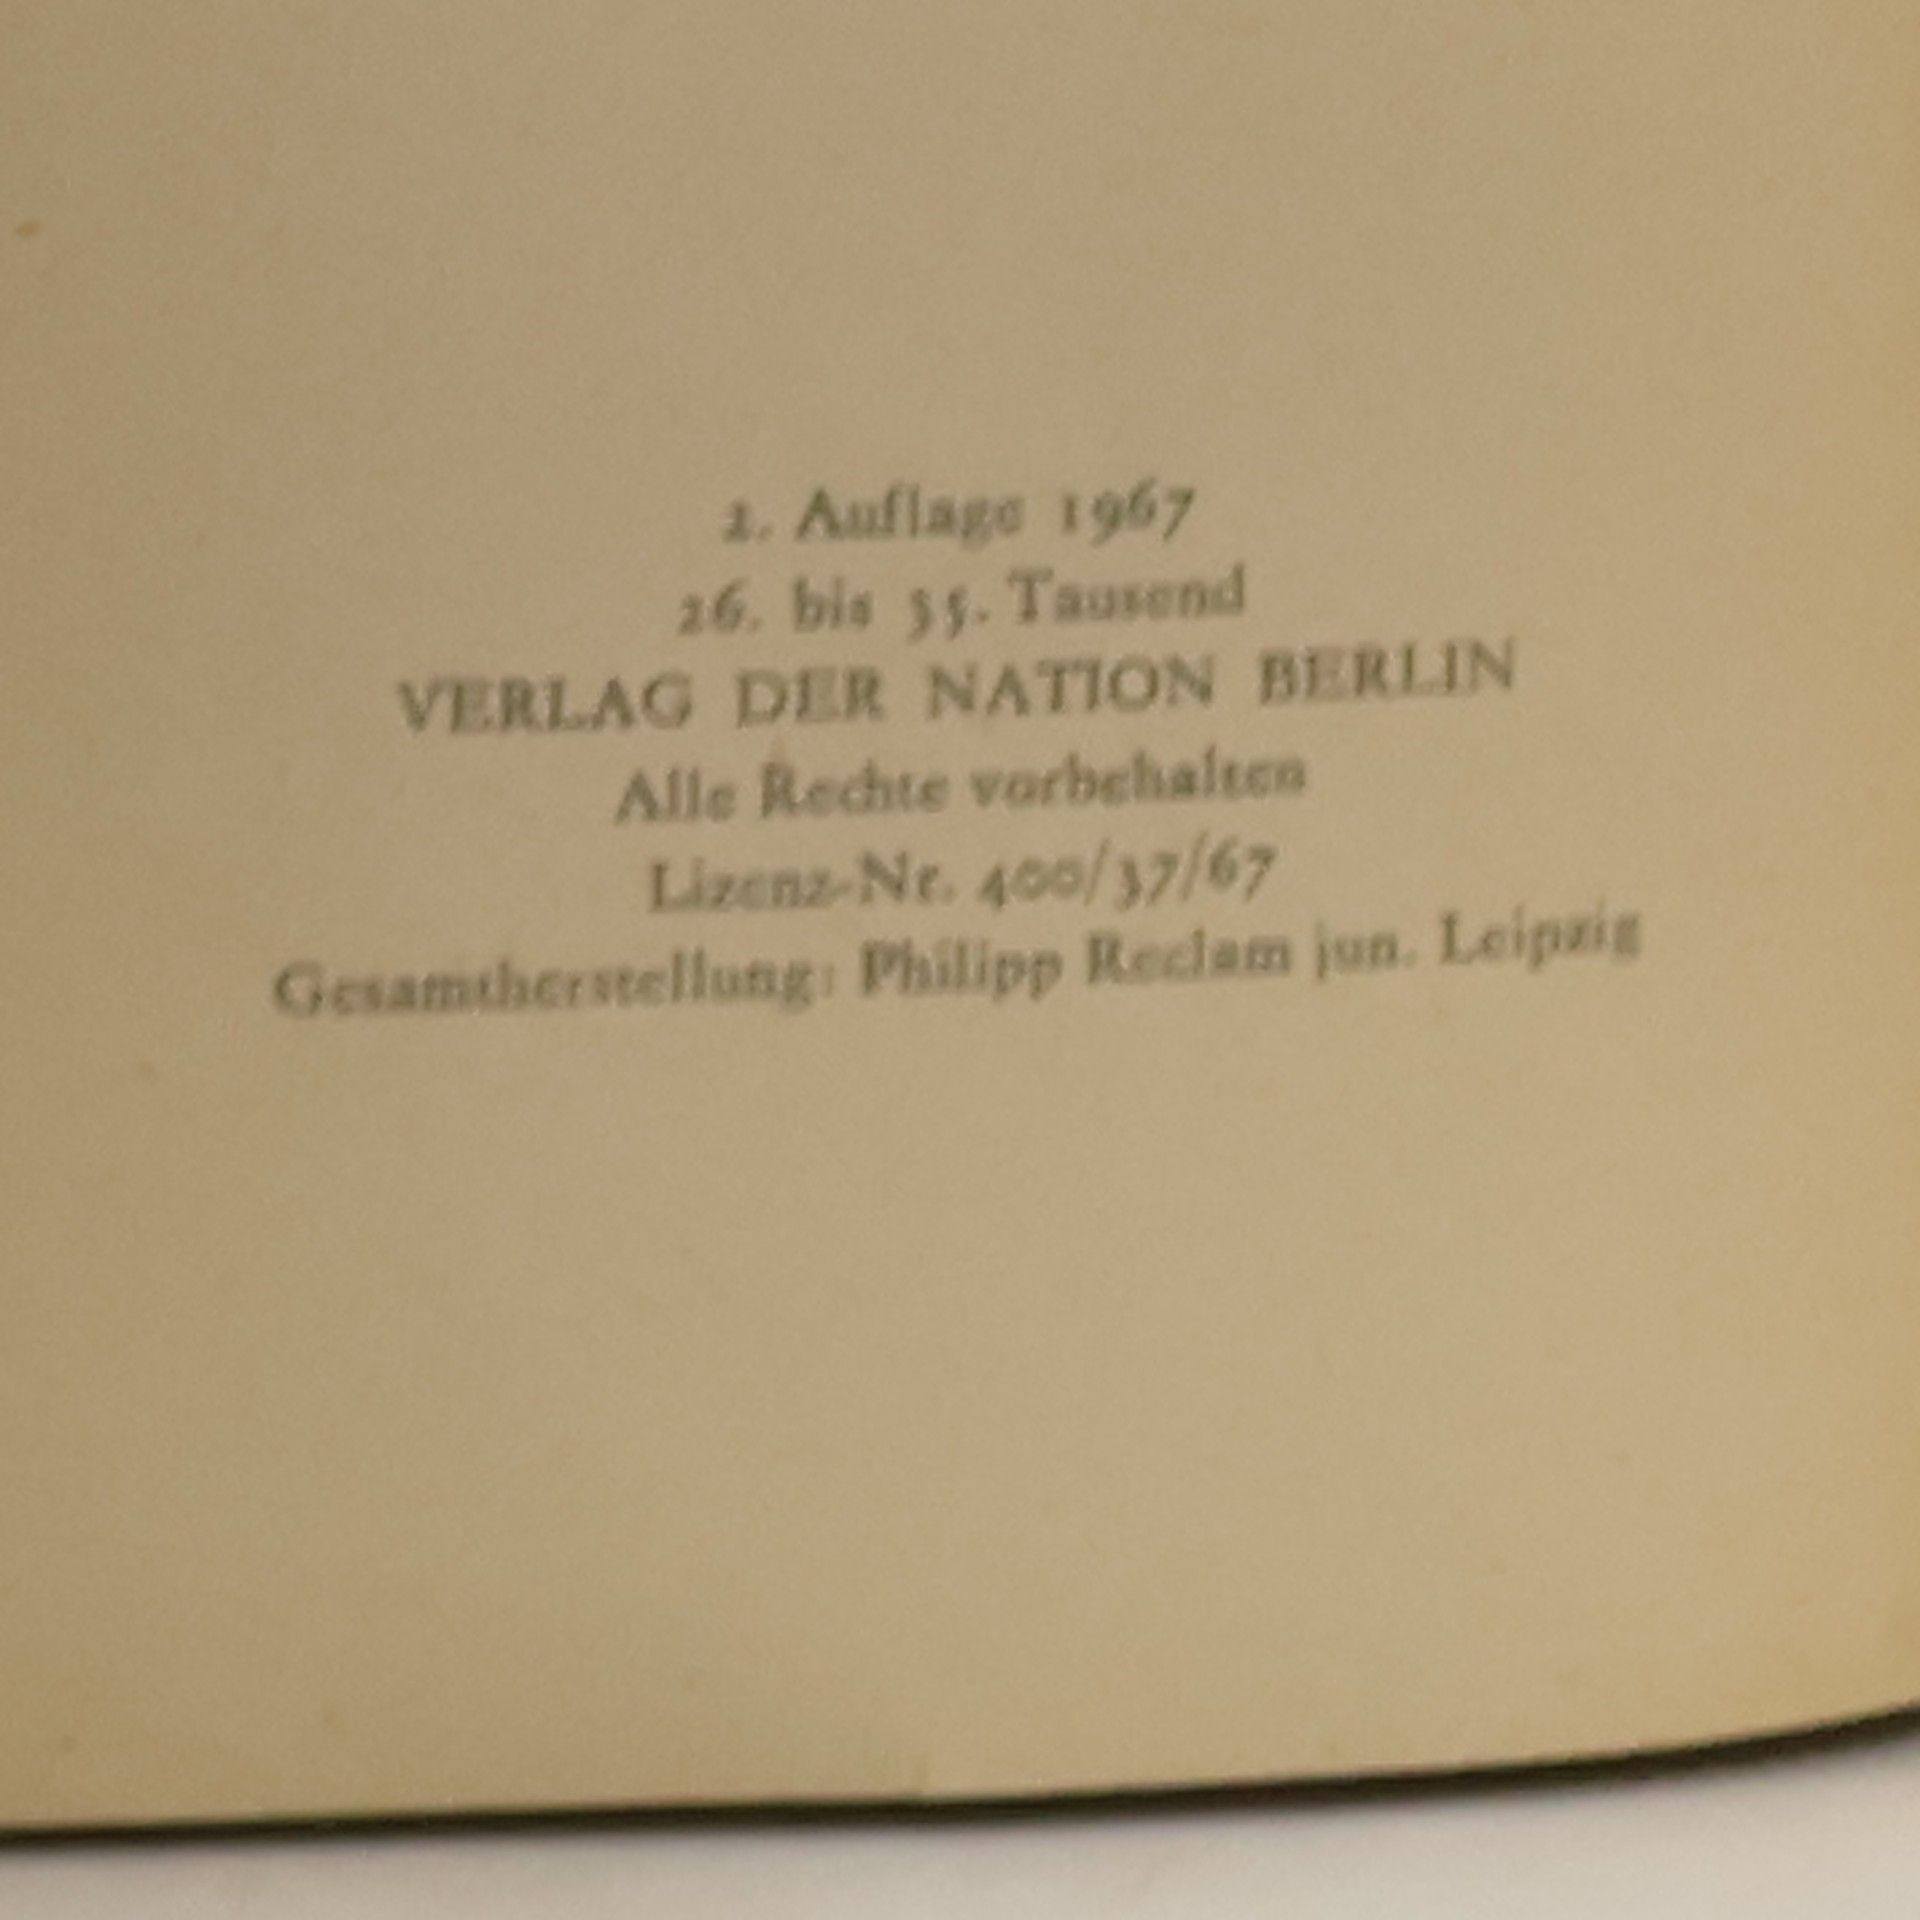 2. Auflage 1967
26. bis 35. Tausend
VERLAG DER NATION BERLIN
Alle Rechte vorbehalten
Lizenz-Nr. 400/37/67
Gesamtherstellung: Philipp Reclam jun. Leipzig